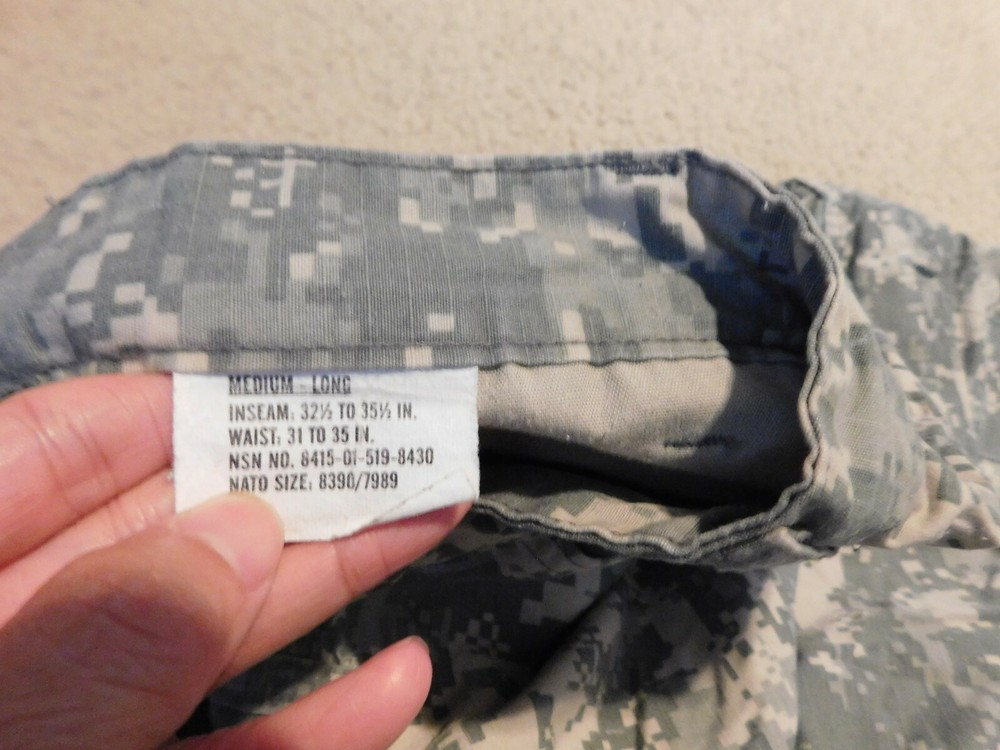 MEDIUM - LONG
INSEAM: 32½ TO 35½ IN.
WAIST: 31 TO 35 IN.
NSN NO. 8415-01-519-8430
NATO SIZE: 8390/7989